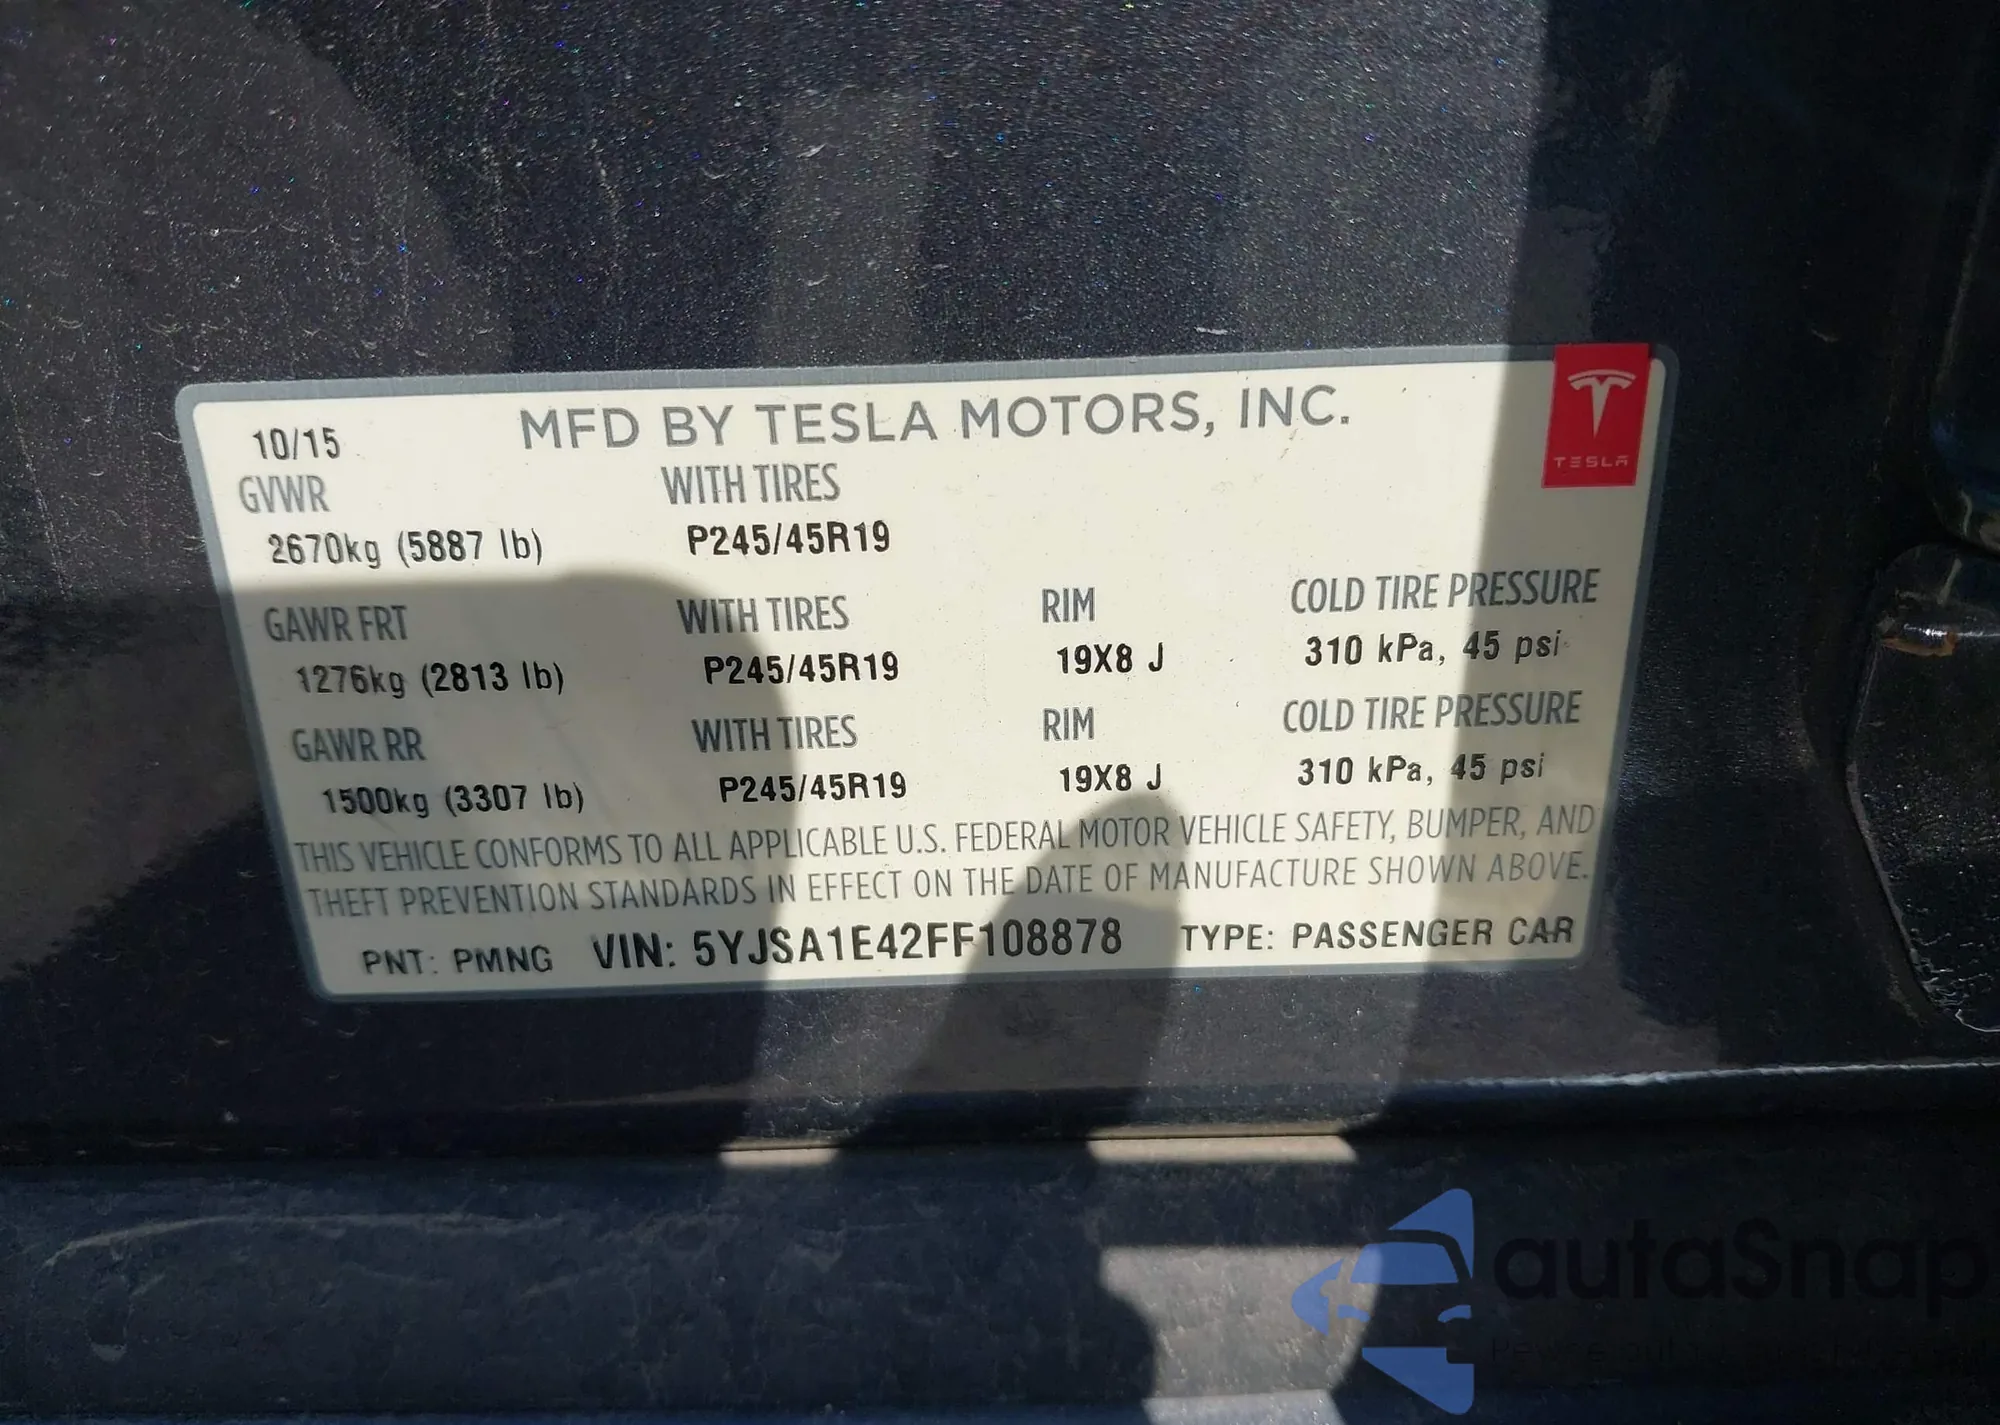 10/15 MFD BY TESLA MOTORS, INC.
TESLA
GVWR WITH TIRES
2670kg (5887 lb) P245/45R19
GAWR FRT WITH TIRES RIM COLD TIRE PRESSURE
1276kg (2813 lb) P245/45R19 19X8 J 310 kPa, 45 psi
GAWR RR WITH TIRES RIM COLD TIRE PRESSURE
1500kg (3307 lb) P245/45R19 19X8 J 310 kPa, 45 psi
THIS VEHICLE CONFORMS TO ALL APPLICABLE U.S. FEDERAL MOTOR VEHICLE SAFETY, BUMPER, AND
THEFT PREVENTION STANDARDS IN EFFECT ON THE DATE OF MANUFACTURE SHOWN ABOVE.
PNT: PMNG VIN: 5YJSA1E42FF108878 TYPE: PASSENGER CAR
autaSnap